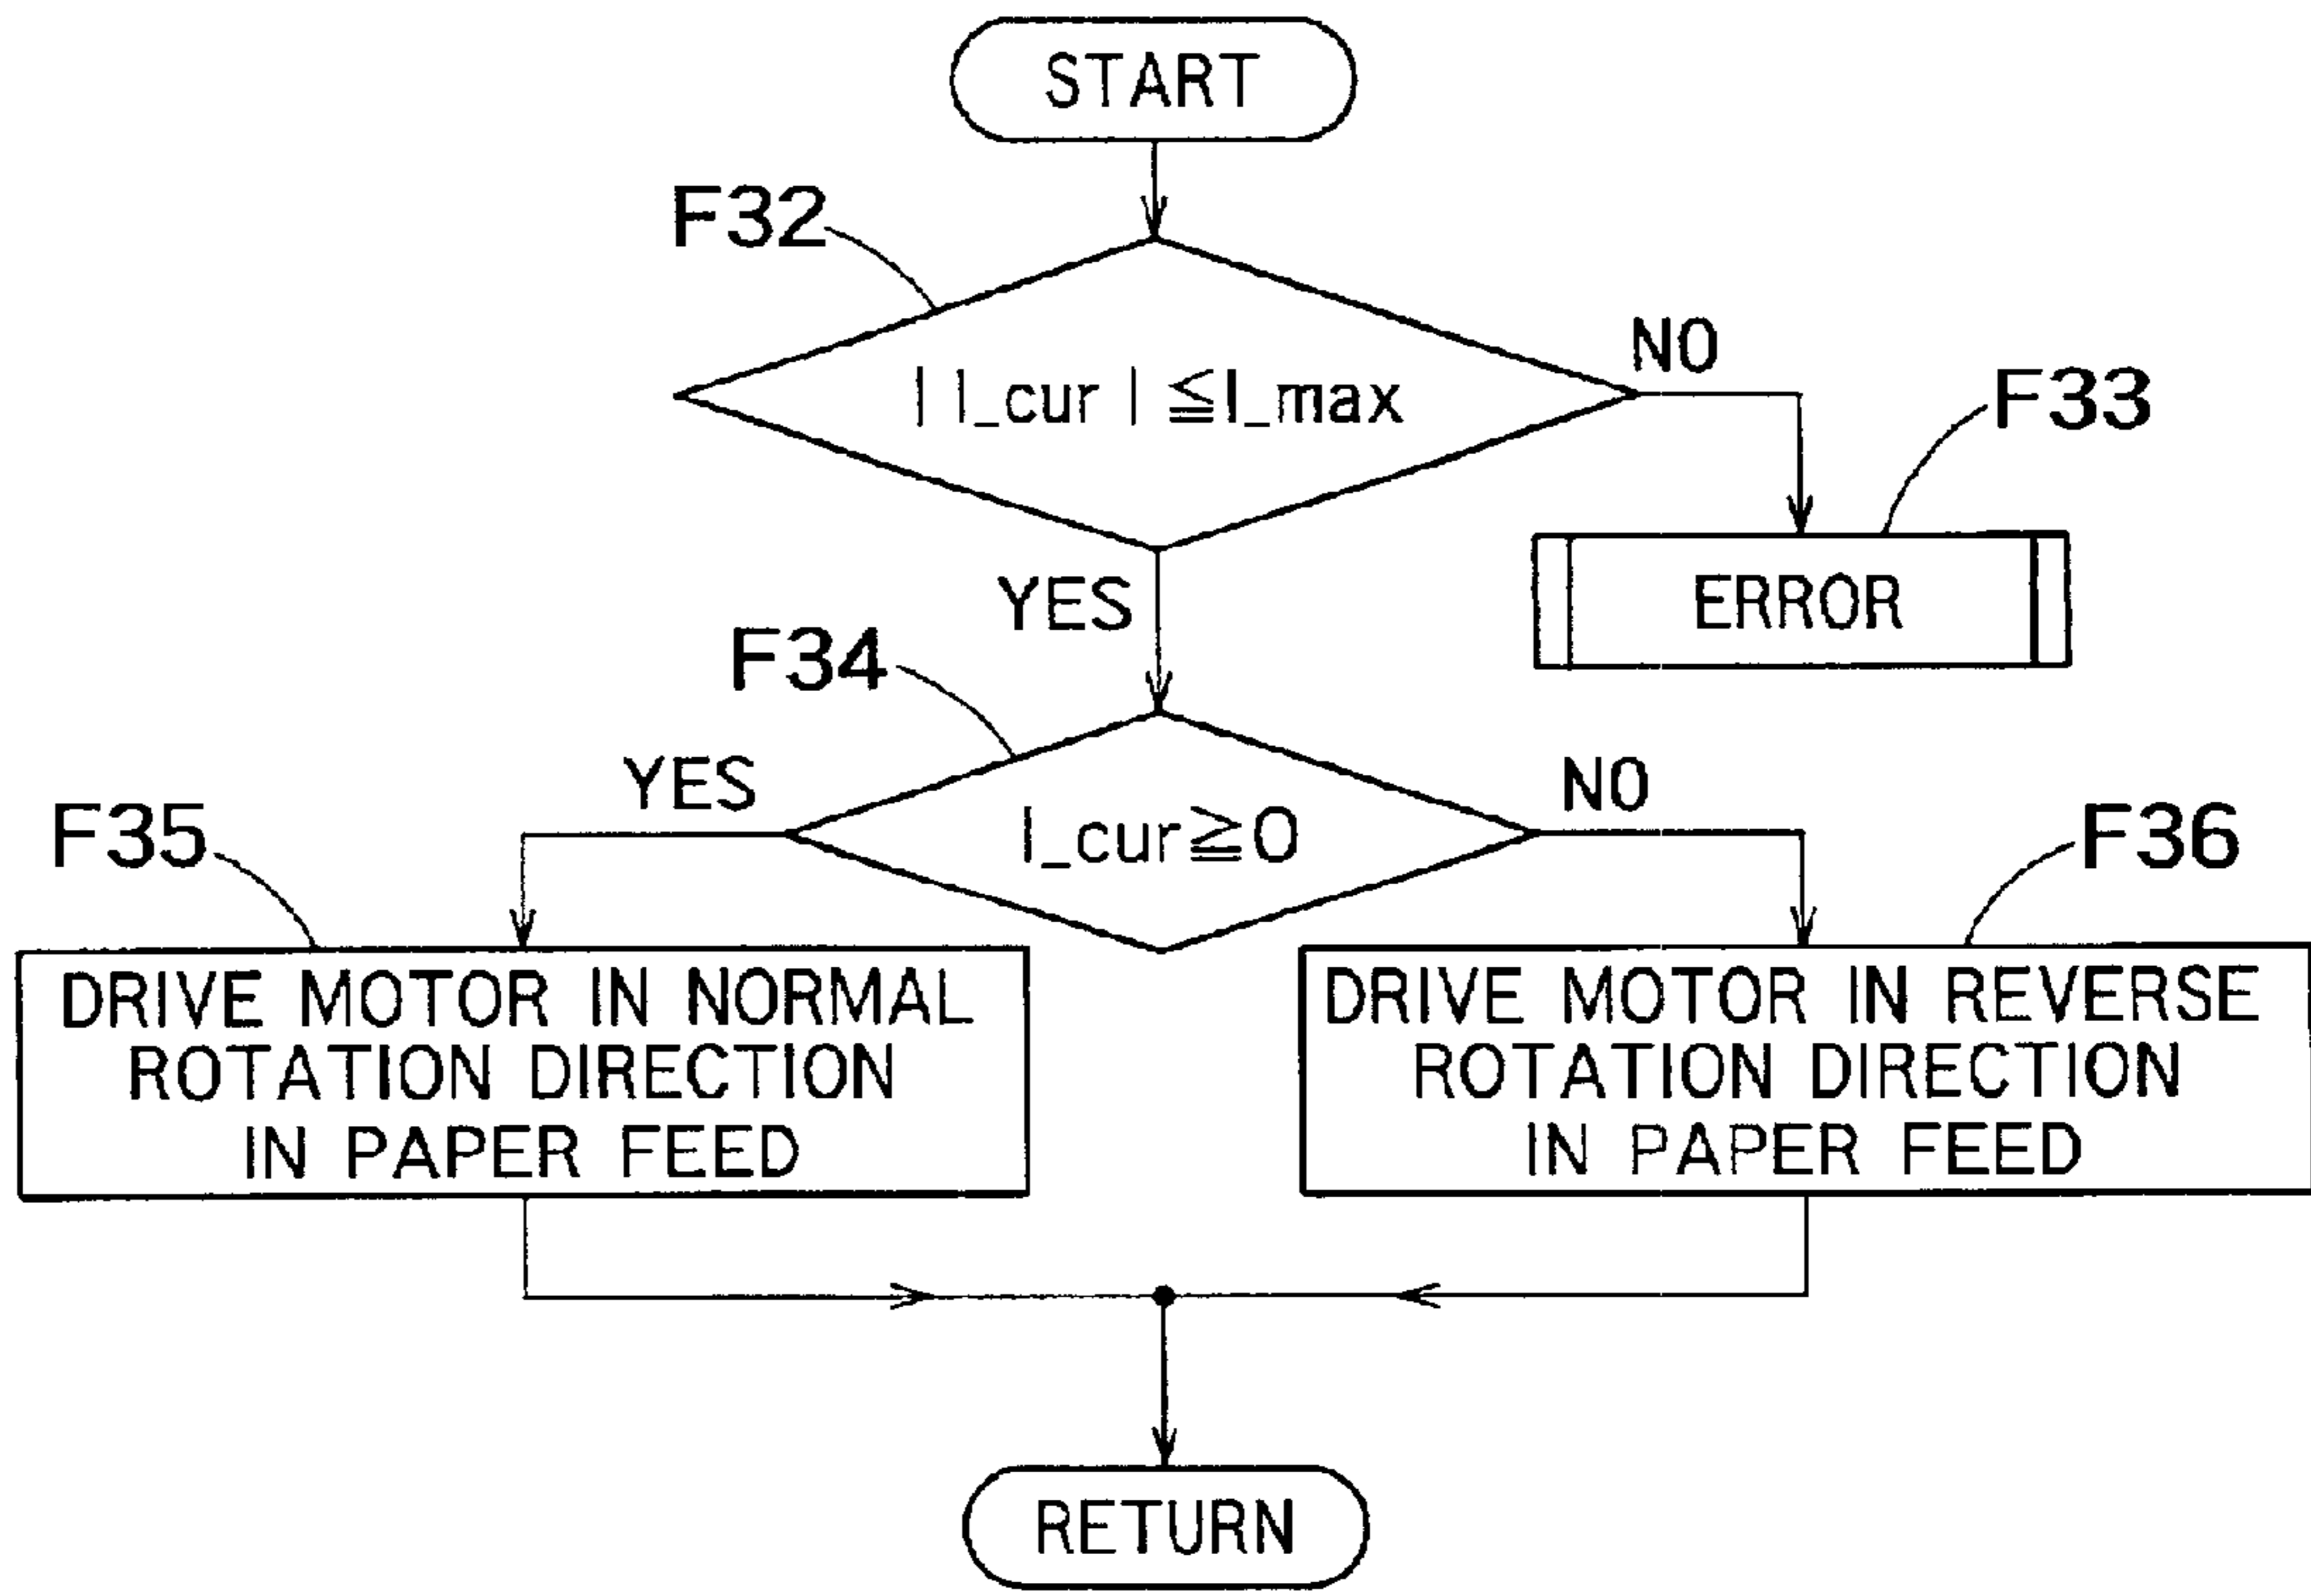 START
F32
| I_cur | ≦I_max
NO
F33
ERROR
YES
F34
YES
I_cur≧0
NO
F35
F36
DRIVE MOTOR IN NORMAL
ROTATION DIRECTION
IN PAPER FEED
DRIVE MOTOR IN REVERSE
ROTATION DIRECTION
IN PAPER FEED
RETURN